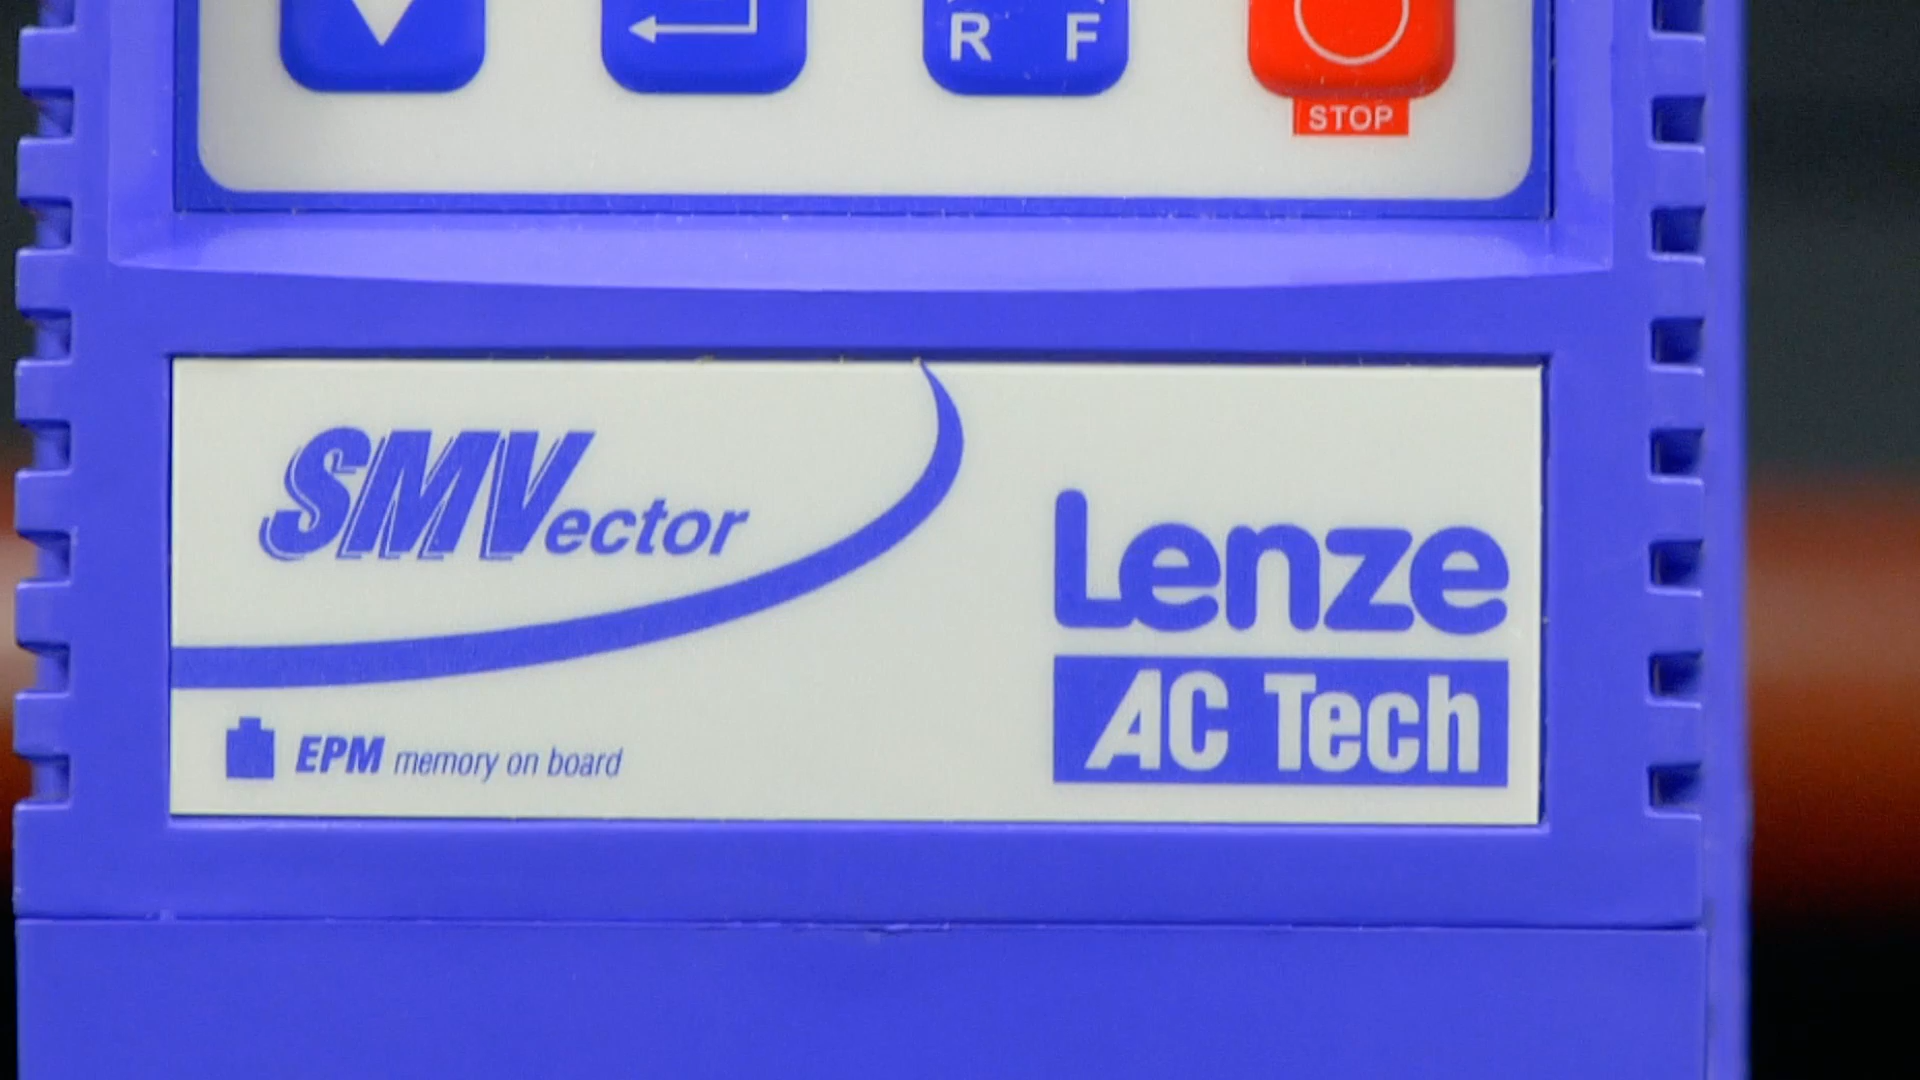 R F
STOP
SMVector
Lenze
AC Tech
EPM memory on board